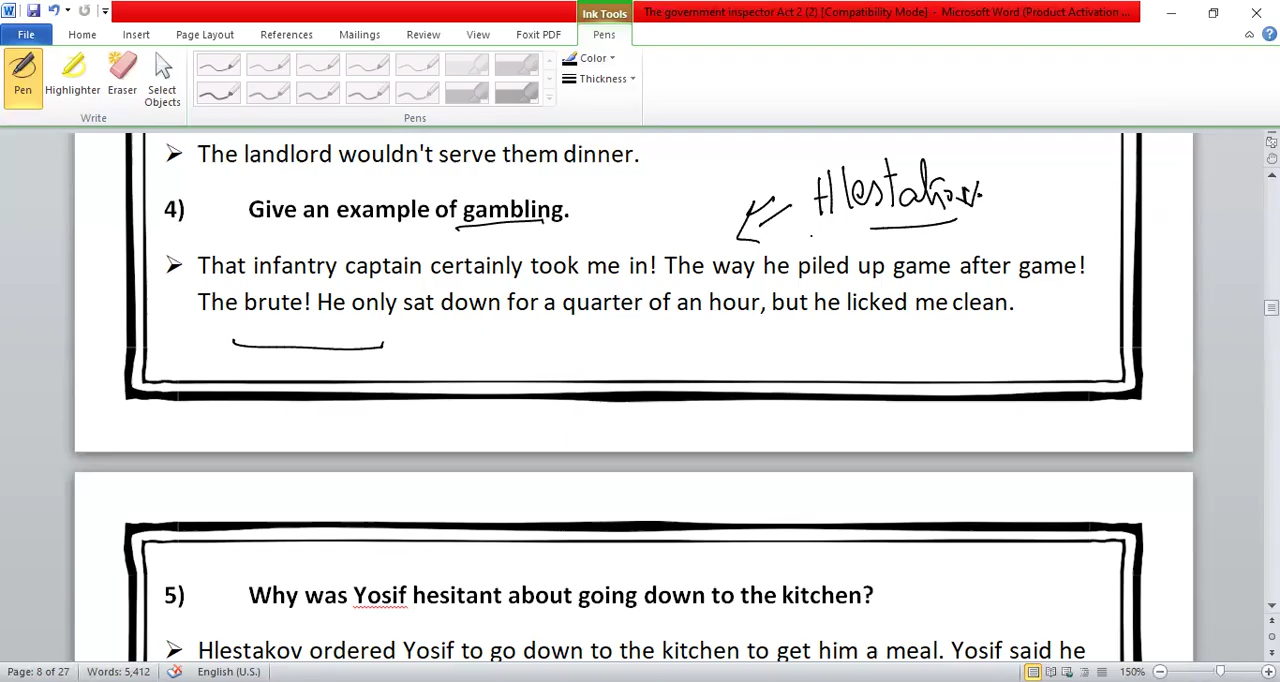 Ink Tools
The government inspector Act 2 (2) [Compatibility Mode] - Microsoft Word (Product Activation ...
File Home Insert Page Layout References Mailings Review View Foxit PDF Pens
Pen Highlighter Eraser Select Objects
Color
Thickness
Write
Pens
The landlord wouldn't serve them dinner.
Hlestakov
4) Give an example of gambling.
That infantry captain certainly took me in! The way he piled up game after game!
The brute! He only sat down for a quarter of an hour, but he licked me clean.
5) Why was Yosif hesitant about going down to the kitchen?
Hlestakov ordered Yosif to go down to the kitchen to get him a meal. Yosif said he
Page: 8 of 27 Words: 5,412 English (U.S.) 150%